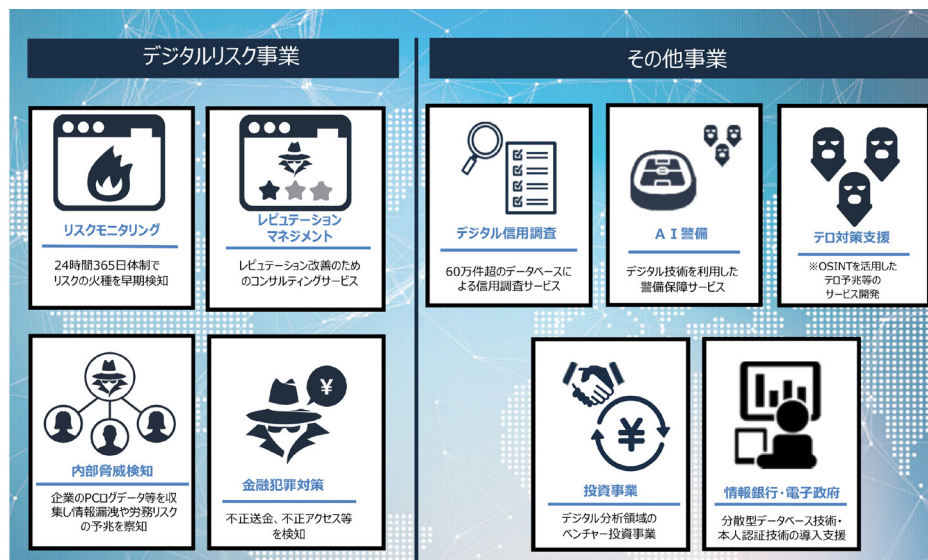 デジタルリスク事業
リスクモニタリング
24時間365日体制で
リスクの火種を早期検知
レピュテーション
マネジメント
レピュテーション改善のため
のコンサルティングサービス
内部脅威検知
企業のPCログデータ等を収
集し情報漏洩や労務リスク
の予兆を察知
¥
金融犯罪対策
不正送金、不正アクセス等
を検知
その他事業
デジタル信用調査
60万件超のデータベースに
よる信用調査サービス
AI警備
デジタル技術を利用した
警備保障サービス
テロ対策支援
※OSINTを活用した
テロ予兆等の
サービス開発
¥
投資事業
デジタル分析領域の
ベンチャー投資事業
情報銀行・電子政府
分散型データベース技術・
本人認証技術の導入支援